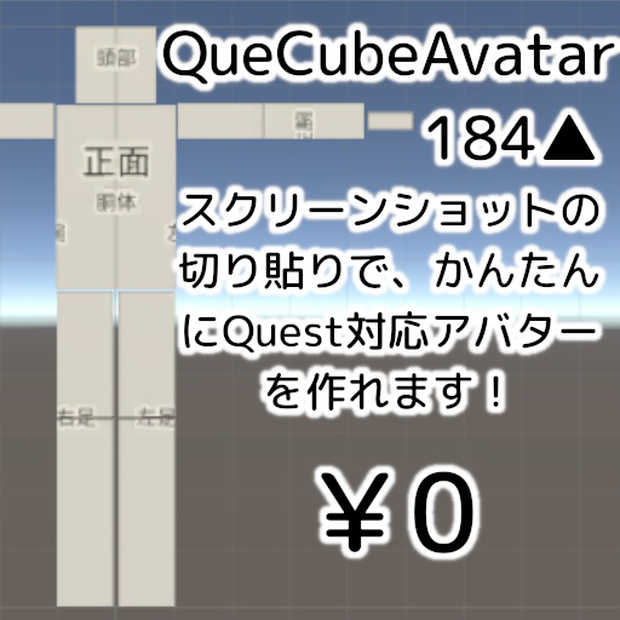 QueCubeAvatar
184▲
スクリーンショットの
切り貼りで、かんたん
にQuest対応アバター
を作れます！
￥0
頭部
正面
胴体
右足
左足